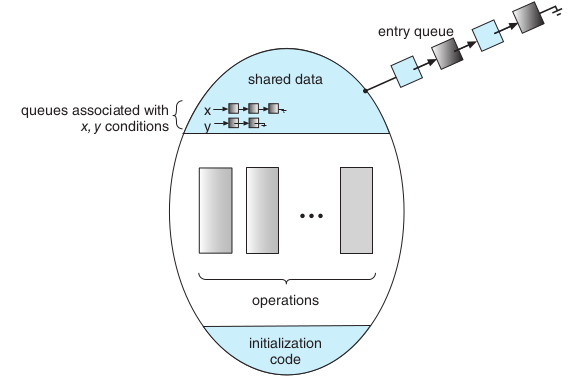 entry queue
shared data
queues associated with
x, y conditions
x
y
...
operations
initialization
code